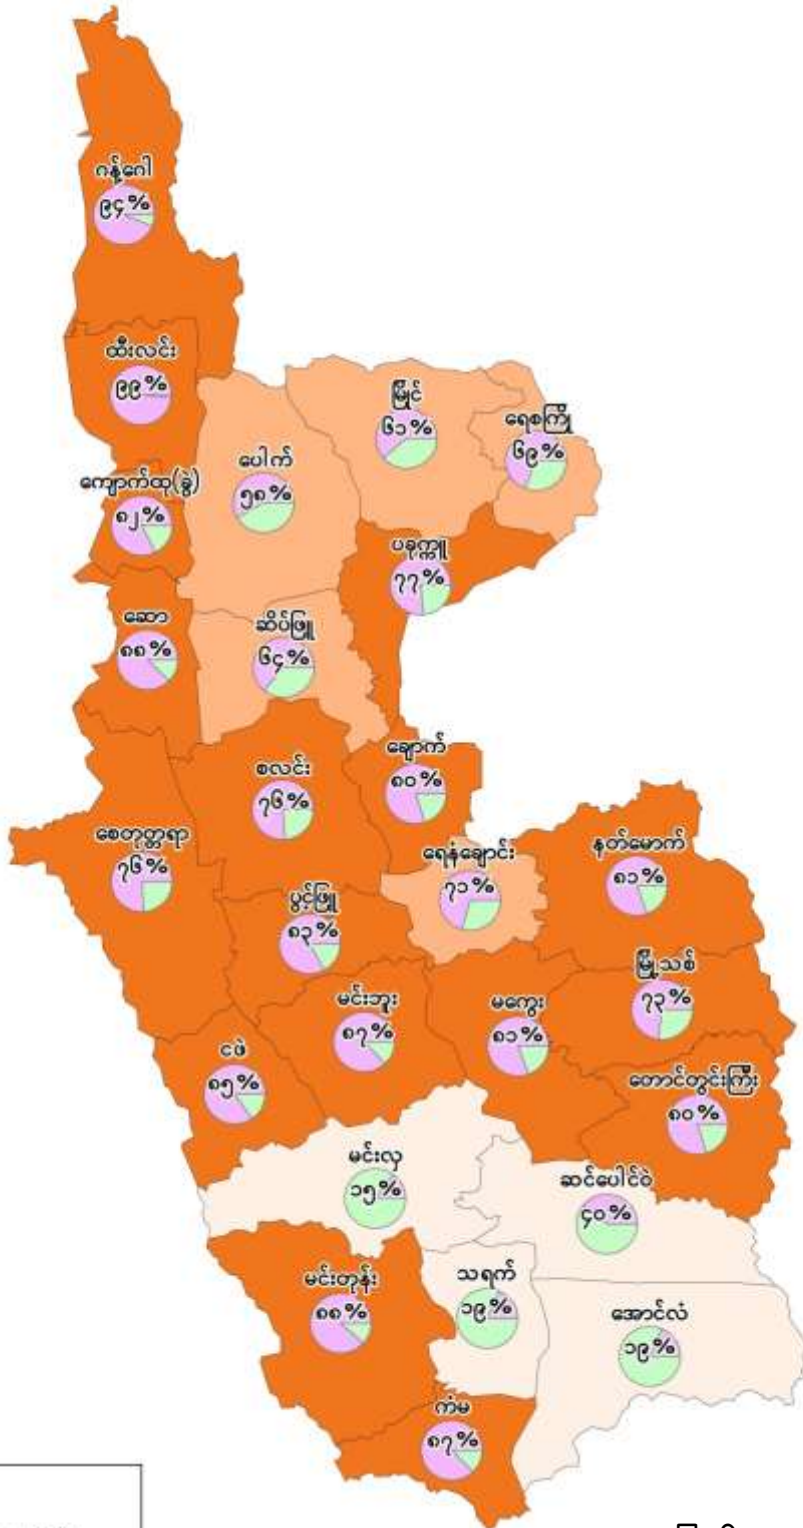 ဂန့်ဂေါ
၉၄%
ထီးလင်း
၉၉%
မြိုင်
၆၁%
ရေစကြို
၆၉%
ပေါက်
၅၈%
ကျောက်ထု(ခွဲ)
၈၂%
ပခုက္ကူ
၇၇%
ဆော
၈၈%
ဆိပ်ဖြူ
၆၄%
ချောက်
၈၀%
စလင်း
၇၆%
စေတုတ္တရာ
၇၆%
ရေနံချောင်း
၇၁%
နတ်မောက်
၈၁%
ပွင့်ဖြူ
၈၃%
မြို့သစ်
၇၃%
မင်းဘူး
၈၇%
မကွေး
၈၁%
ငဖဲ
၈၅%
တောင်တွင်းကြီး
၈၀%
မင်းလှ
၁၅%
ဆင်ပေါင်ဝဲ
၄၀%
မင်းတုန်း
၈၈%
သရက်
၁၉%
အောင်လံ
၁၉%
ကံမ
၈၇%